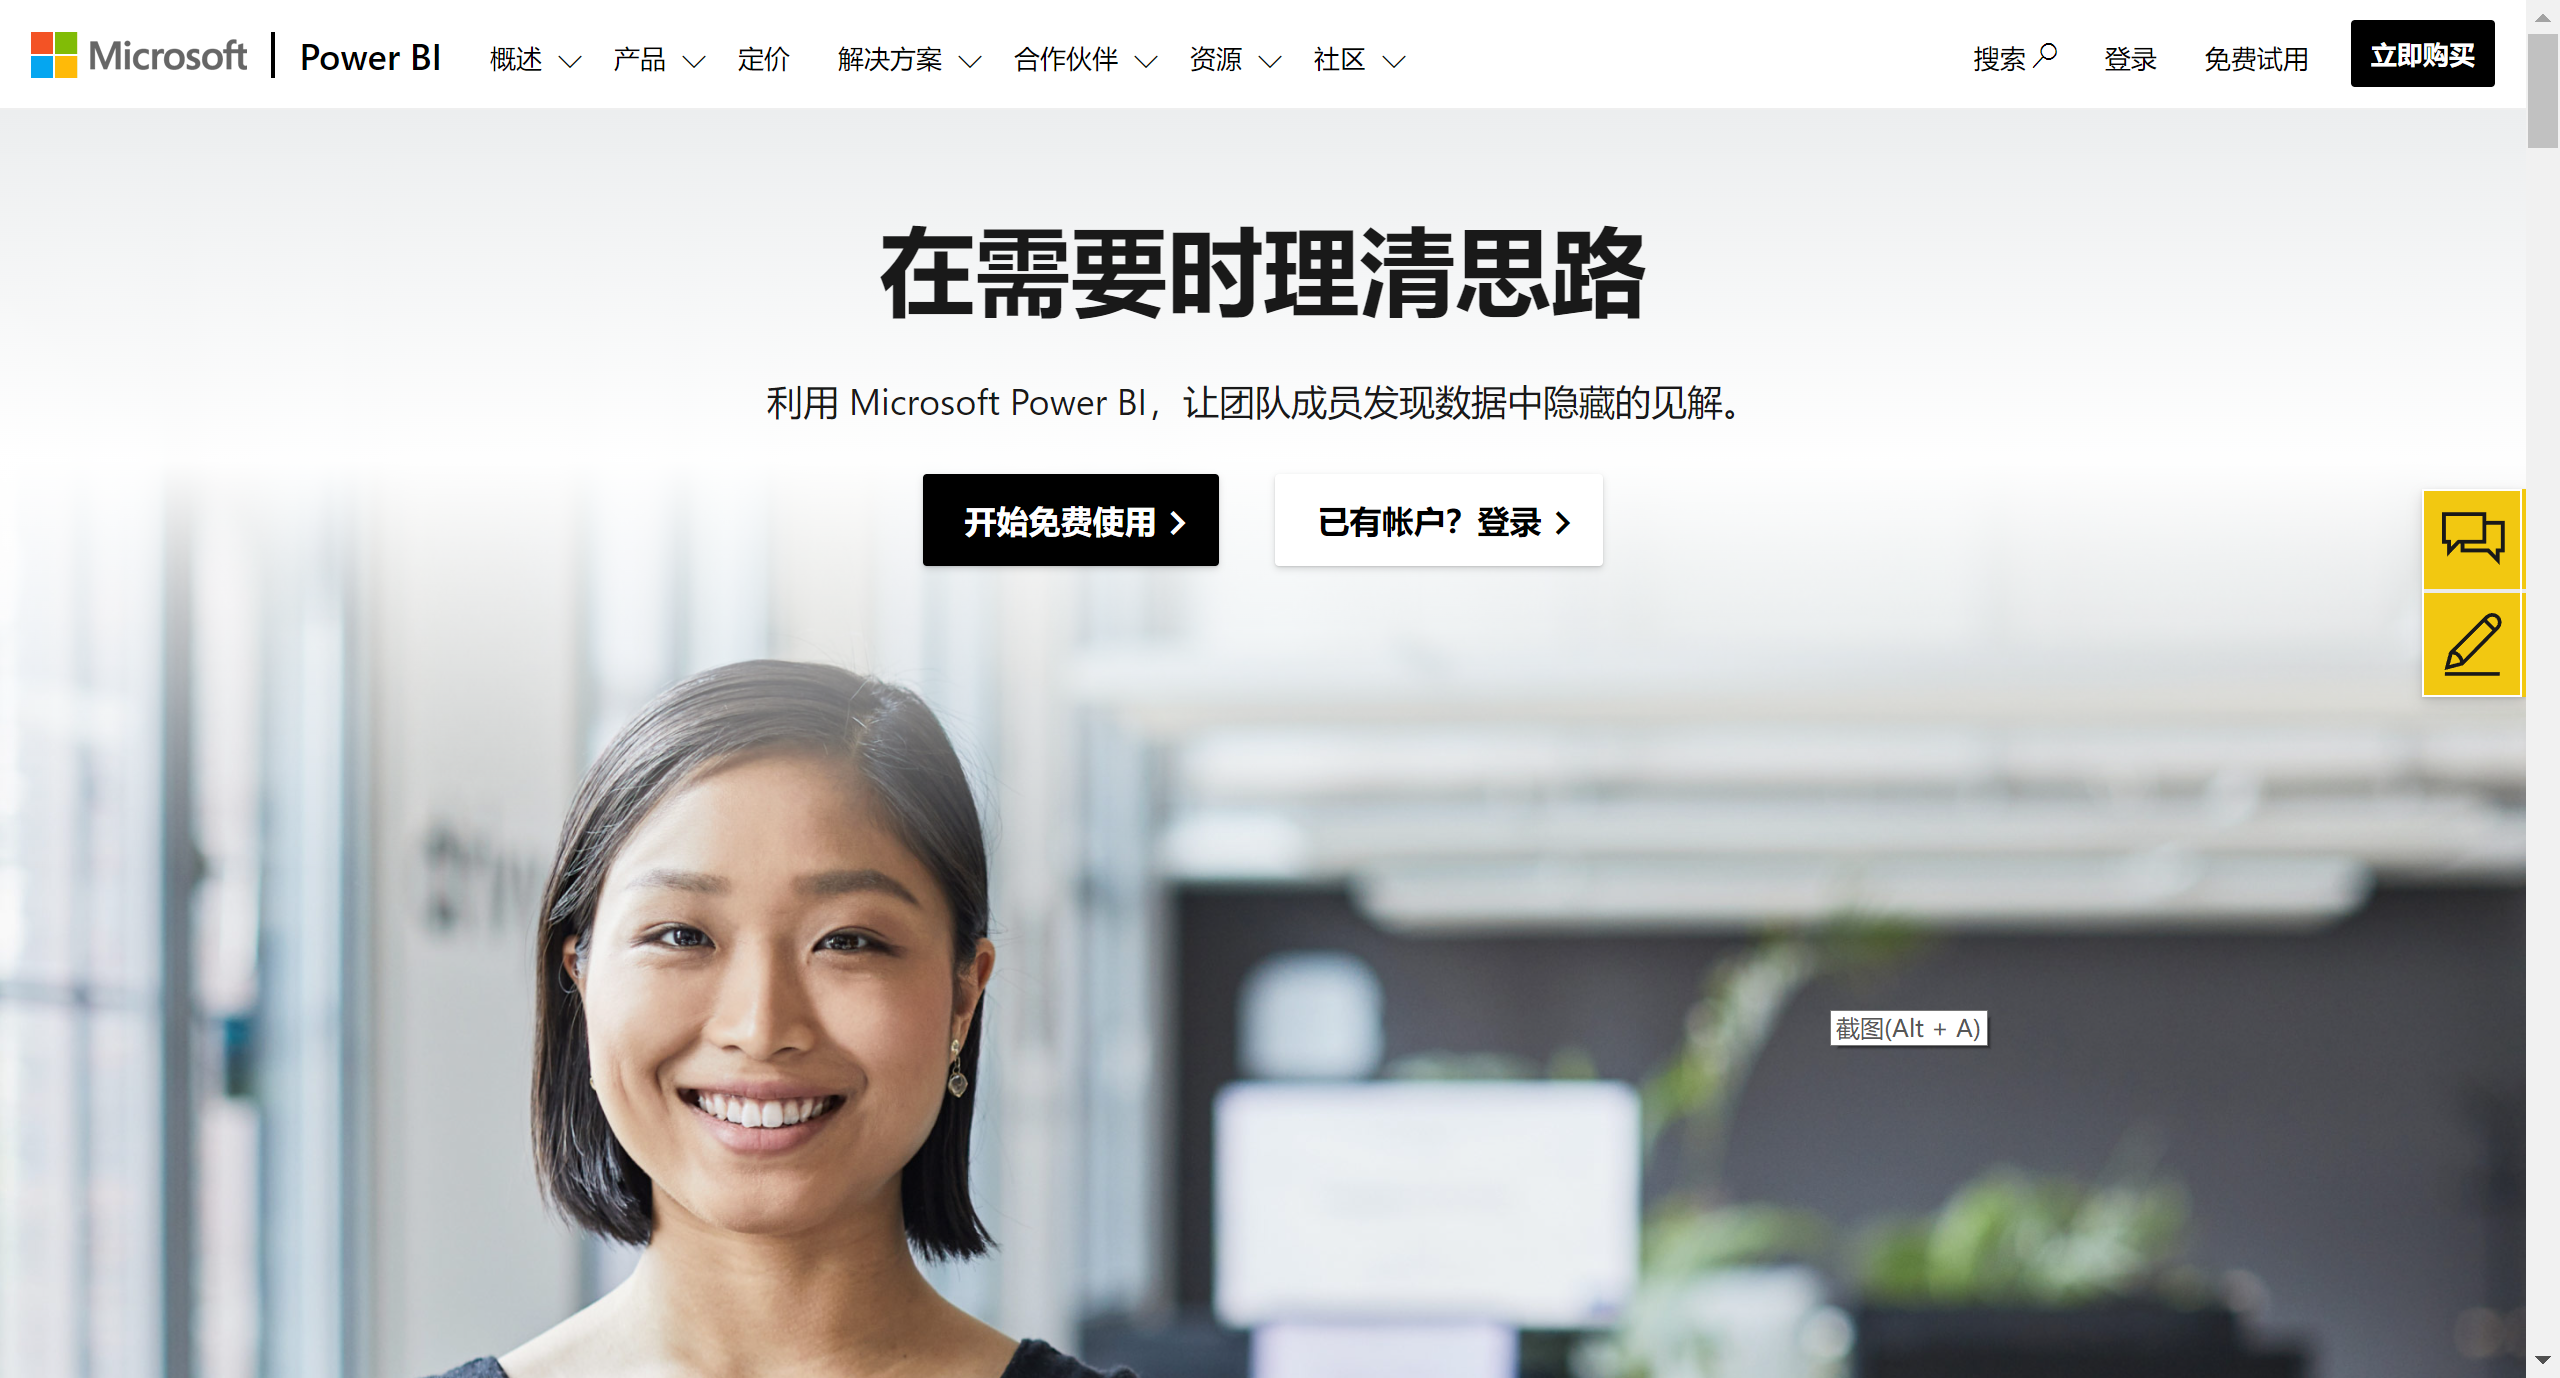 Microsoft Power BI 概述 产品 定价 解决方案 合作伙伴 资源 社区 搜索 登录 免费试用 立即购买
在需要时理清思路
利用 Microsoft Power BI，让团队成员发现数据中隐藏的见解。
开始免费使用 已有帐户？登录
截图(Alt + A)